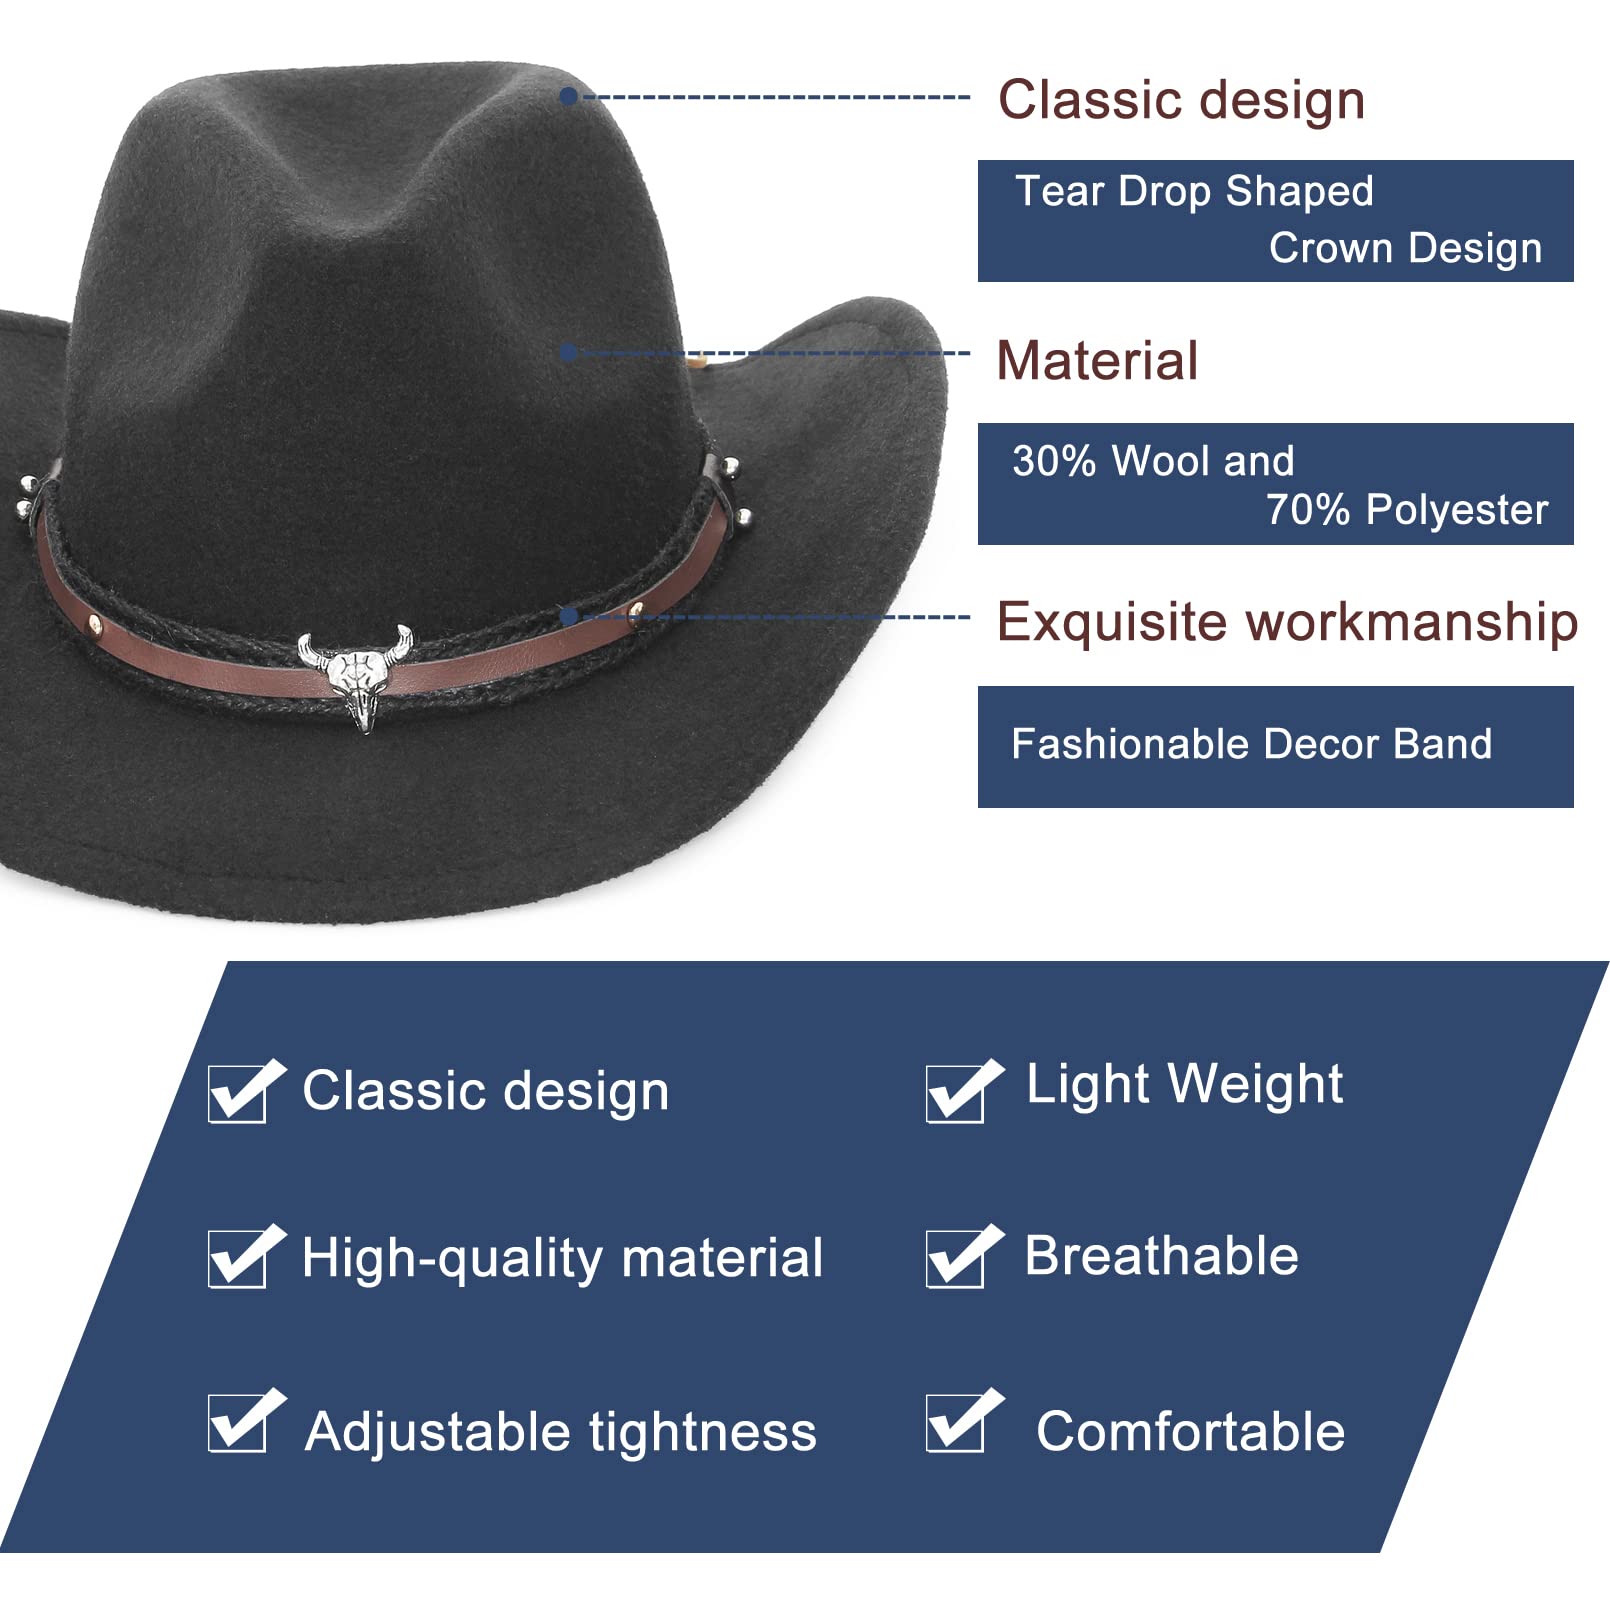 Classic design
Tear Drop Shaped
Crown Design
Material
30% Wool and
70% Polyester
Exquisite workmanship
Fashionable Decor Band
Classic design
Light Weight
High-quality material
Breathable
Adjustable tightness
Comfortable